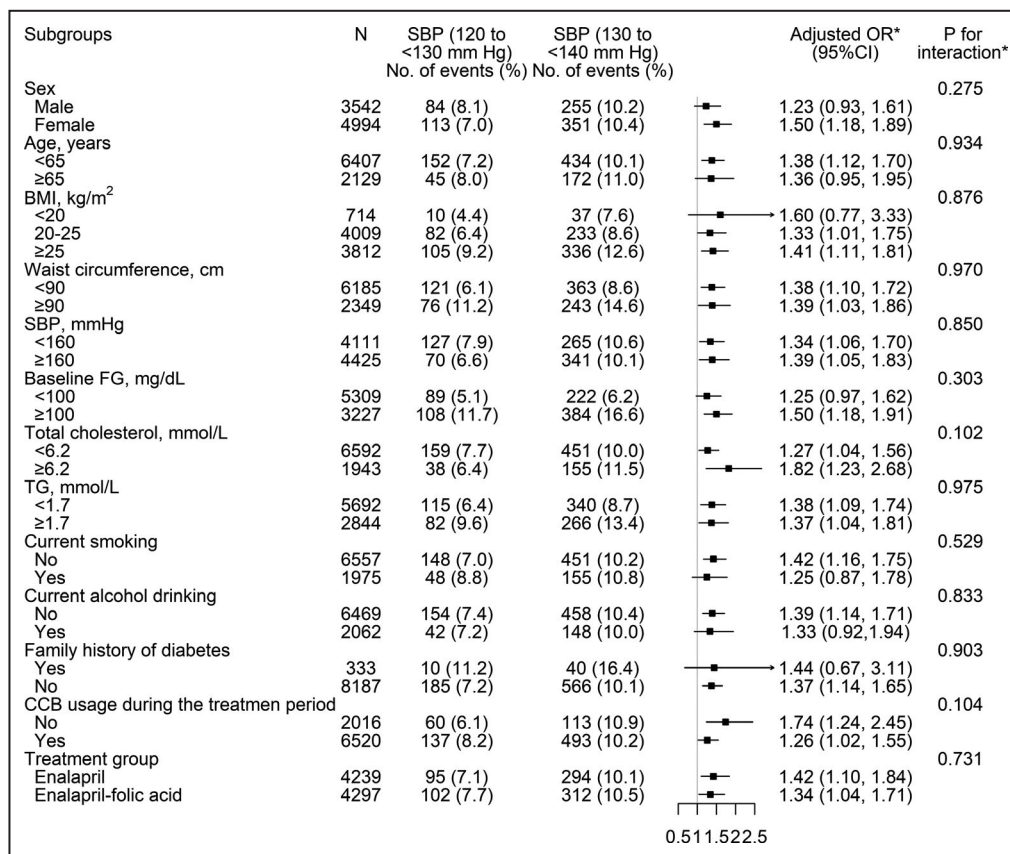 Subgroups N SBP (120 to SBP (130 to Adjusted OR* P for
<130 mm Hg) <140 mm Hg) (95%CI) interaction*
No. of events (%) No. of events (%)
Sex 0.275
Male 3542 84 (8.1) 255 (10.2) 1.23 (0.93, 1.61)
Female 4994 113 (7.0) 351 (10.4) 1.50 (1.18, 1.89)
Age, years 0.934
<65 6407 152 (7.2) 434 (10.1) 1.38 (1.12, 1.70)
≥65 2129 45 (8.0) 172 (11.0) 1.36 (0.95, 1.95)
BMI, kg/m² 0.876
<20 714 10 (4.4) 37 (7.6) 1.60 (0.77, 3.33)
20-25 4009 82 (6.4) 233 (8.6) 1.33 (1.01, 1.75)
≥25 3812 105 (9.2) 336 (12.6) 1.41 (1.11, 1.81)
Waist circumference, cm 0.970
<90 6185 121 (6.1) 363 (8.6) 1.38 (1.10, 1.72)
≥90 2349 76 (11.2) 243 (14.6) 1.39 (1.03, 1.86)
SBP, mmHg 0.850
<160 4111 127 (7.9) 265 (10.6) 1.34 (1.06, 1.70)
≥160 4425 70 (6.6) 341 (10.1) 1.39 (1.05, 1.83)
Baseline FG, mg/dL 0.303
<100 5309 89 (5.1) 222 (6.2) 1.25 (0.97, 1.62)
≥100 3227 108 (11.7) 384 (16.6) 1.50 (1.18, 1.91)
Total cholesterol, mmol/L 0.102
<6.2 6592 159 (7.7) 451 (10.0) 1.27 (1.04, 1.56)
≥6.2 1943 38 (6.4) 155 (11.5) 1.82 (1.23, 2.68)
TG, mmol/L 0.975
<1.7 5692 115 (6.4) 340 (8.7) 1.38 (1.09, 1.74)
≥1.7 2844 82 (9.6) 266 (13.4) 1.37 (1.04, 1.81)
Current smoking 0.529
No 6557 148 (7.0) 451 (10.2) 1.42 (1.16, 1.75)
Yes 1975 48 (8.8) 155 (10.8) 1.25 (0.87, 1.78)
Current alcohol drinking 0.833
No 6469 154 (7.4) 458 (10.4) 1.39 (1.14, 1.71)
Yes 2062 42 (7.2) 148 (10.0) 1.33 (0.92,1.94)
Family history of diabetes 0.903
Yes 333 10 (11.2) 40 (16.4) 1.44 (0.67, 3.11)
No 8187 185 (7.2) 566 (10.1) 1.37 (1.14, 1.65)
CCB usage during the treatmen period 0.104
No 2016 60 (6.1) 113 (10.9) 1.74 (1.24, 2.45)
Yes 6520 137 (8.2) 493 (10.2) 1.26 (1.02, 1.55)
Treatment group 0.731
Enalapril 4239 95 (7.1) 294 (10.1) 1.42 (1.10, 1.84)
Enalapril-folic acid 4297 102 (7.7) 312 (10.5) 1.34 (1.04, 1.71)
0.511.522.5